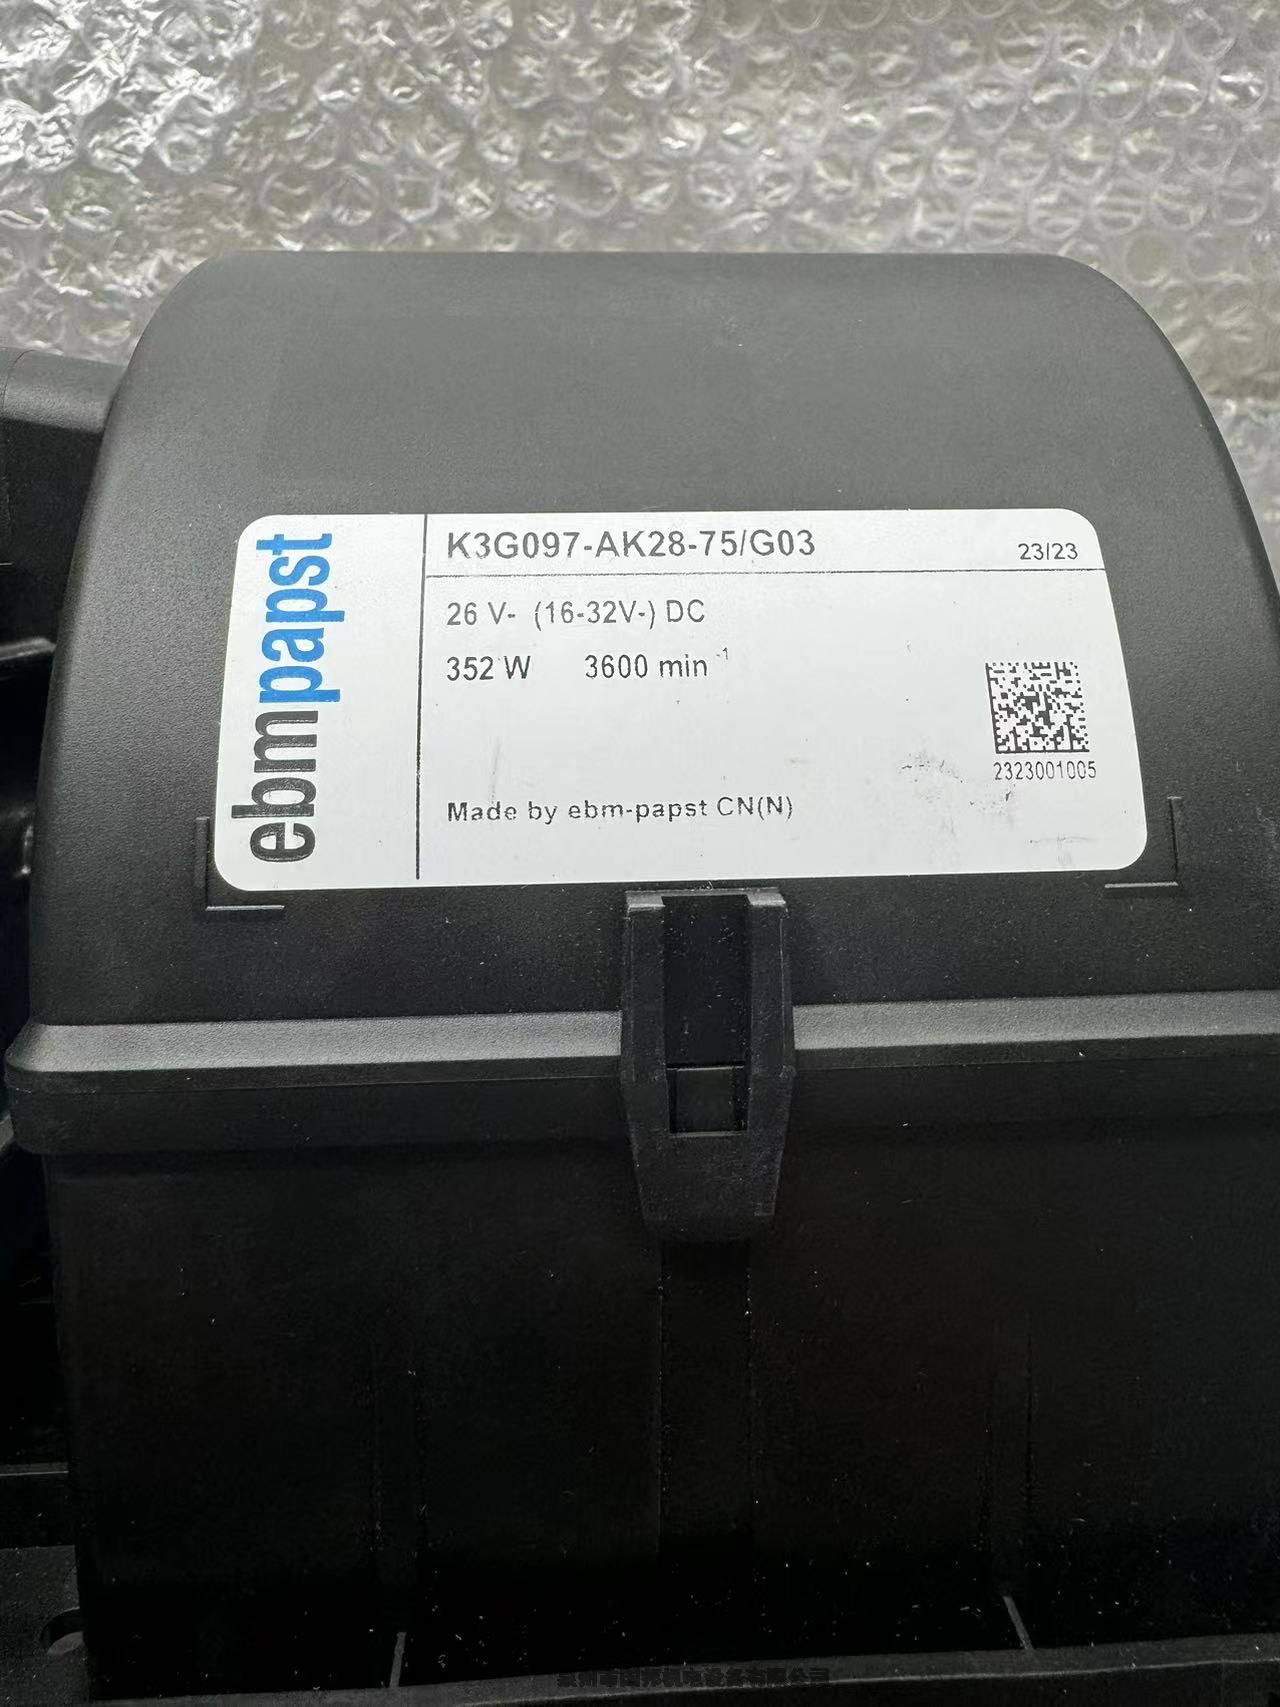 ebmpapst
K3G097-AK28-75/G03
23/23
26 V- (16-32V-) DC
352 W 3600 min -1
2323001005
Made by ebm-papst CN(N)